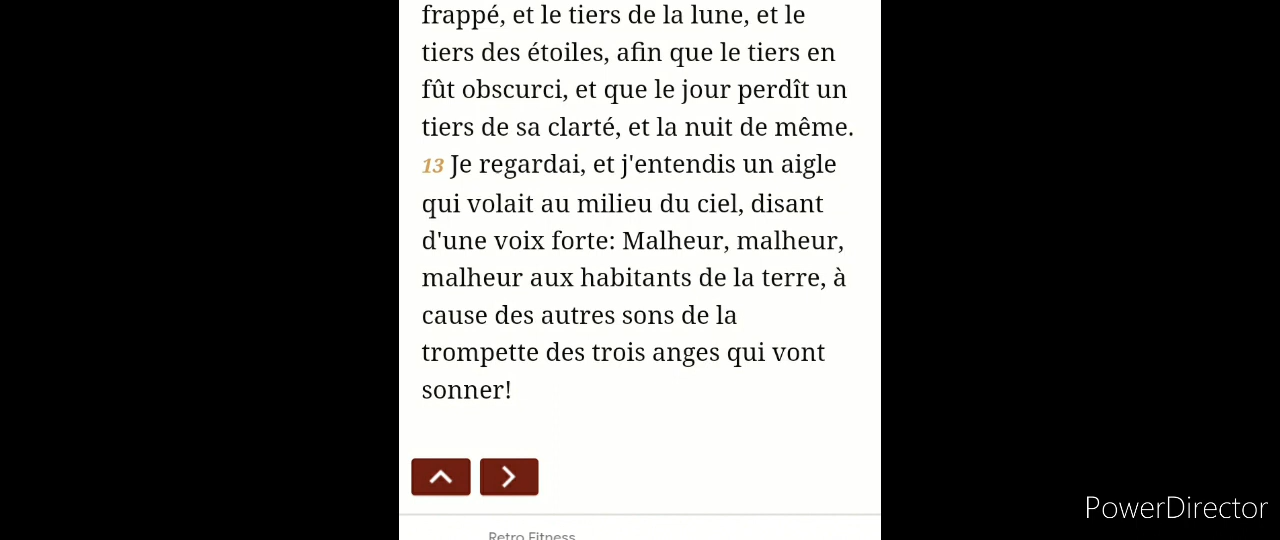 frappé, et le tiers de la lune, et le
tiers des étoiles, afin que le tiers en
fût obscurci, et que le jour perdît un
tiers de sa clarté, et la nuit de même.
13 Je regardai, et j'entendis un aigle
qui volait au milieu du ciel, disant
d'une voix forte: Malheur, malheur,
malheur aux habitants de la terre, à
cause des autres sons de la
trompette des trois anges qui vont
sonner!
PowerDirector
Retro Fitness